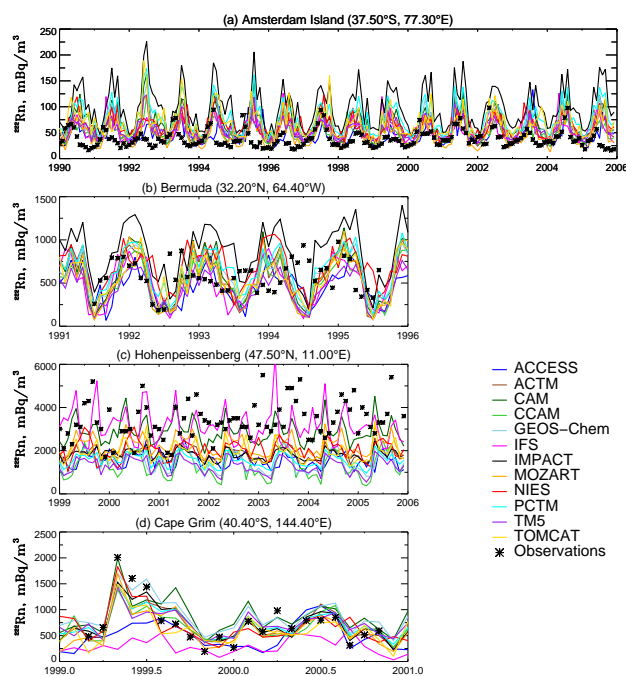 (a) Amsterdam Island (37.50°S, 77.30°E)
²²²Rn, mBq/m³
250
200
150
100
50
0
1990 1992 1994 1996 1998 2000 2002 2004 2006
(b) Bermuda (32.20°N, 64.40°W)
²²²Rn, mBq/m³
1500
1000
500
0
1991 1992 1993 1994 1995 1996
(c) Hohenpeissenberg (47.50°N, 11.00°E)
²²²Rn, mBq/m³
6000
4000
2000
0
1999 2000 2001 2002 2003 2004 2005 2006
(d) Cape Grim (40.40°S, 144.40°E)
²²²Rn, mBq/m³
2500
2000
1500
1000
500
0
1999.0 1999.5 2000.0 2000.5 2001.0
ACCESS
ACTM
CAM
CCAM
GEOS−Chem
IFS
IMPACT
MOZART
NIES
PCTM
TM5
TOMCAT
Observations